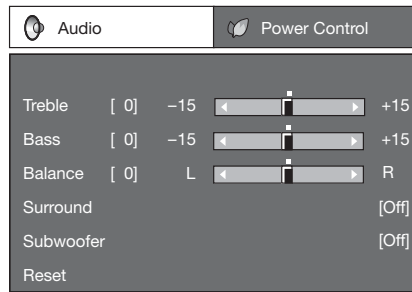 Audio Power Control
Treble [ 0] –15 +15
Bass [ 0] –15 +15
Balance [ 0] L R
Surround [Off]
Subwoofer [Off]
Reset